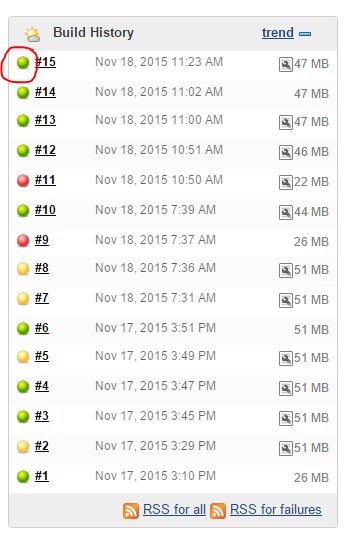 Build History trend
#15 Nov 18, 2015 11:23 AM 47 MB
#14 Nov 18, 2015 11:02 AM 47 MB
#13 Nov 18, 2015 11:00 AM 47 MB
#12 Nov 18, 2015 10:51 AM 46 MB
#11 Nov 18, 2015 10:50 AM 22 MB
#10 Nov 18, 2015 7:39 AM 44 MB
#9 Nov 18, 2015 7:37 AM 26 MB
#8 Nov 18, 2015 7:36 AM 51 MB
#7 Nov 18, 2015 7:31 AM 51 MB
#6 Nov 17, 2015 3:51 PM 51 MB
#5 Nov 17, 2015 3:49 PM 51 MB
#4 Nov 17, 2015 3:47 PM 51 MB
#3 Nov 17, 2015 3:45 PM 51 MB
#2 Nov 17, 2015 3:29 PM 51 MB
#1 Nov 17, 2015 3:10 PM 26 MB
RSS for all RSS for failures